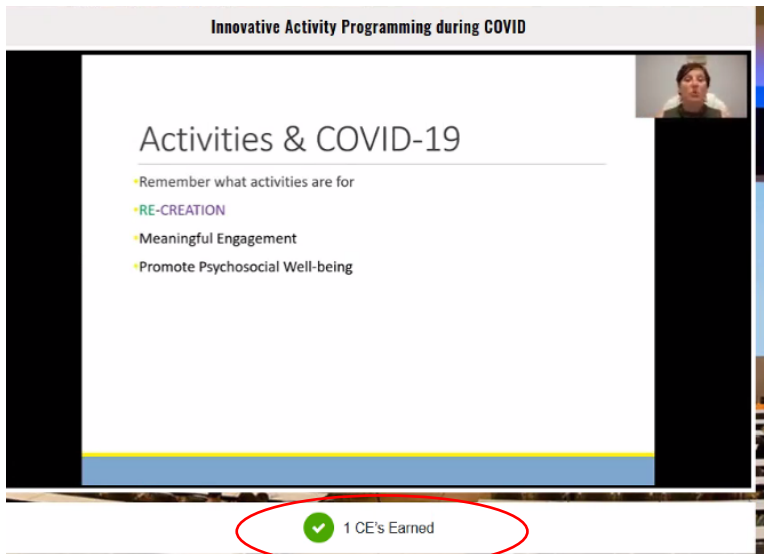 Innovative Activity Programming during COVID
Activities & COVID-19
Remember what activities are for
RE-CREATION
Meaningful Engagement
Promote Psychosocial Well-being
1 CE's Earned